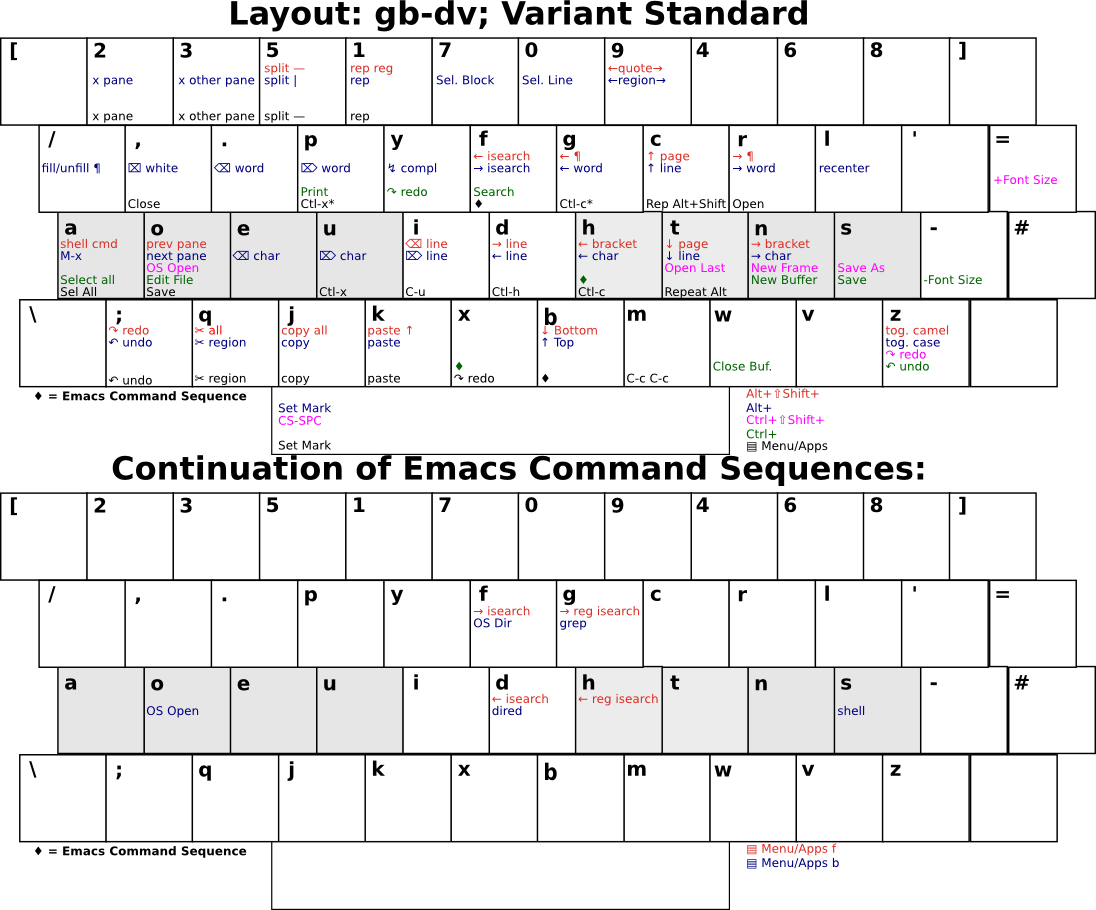 Layout: gb-dv; Variant Standard
[ 2 3 5 1 7 0 9 4 6 8 ]
split — rep reg ←quote→
x pane x other pane split | rep Sel. Block Sel. Line ←region→
x pane x other pane split — rep
/ , . p y f g c r l ' =
← isearch ← ¶ ↑ page → ¶
fill/unfill ¶ ⌧ white ⌫ word ⌦ word ↯ compl → isearch ← word ↑ line → word recenter
+Font Size
Print ↷ redo Search
Close Ctl-x* ♦ Ctl-c* Rep Alt+Shift Open
a o e u i d h t n s - #
shell cmd prev pane ⌫ line → line ← bracket ↓ page → bracket
M-x next pane ⌫ char ⌦ char ⌦ line ← line ← char ↓ line → char
OS Open Open Last New Frame Save As
Select all Edit File ♦ New Buffer Save -Font Size
Sel All Save Ctl-x C-u Ctl-h Ctl-c Repeat Alt
\ ; q j k x b m w v z
↷ redo ✂ all copy all paste ↑ ↓ Bottom tog. camel
↶ undo ✂ region copy paste ↑ Top tog. case
↷ redo
♦ Close Buf. ↶ undo
↶ undo ✂ region copy paste ↷ redo ♦ C-c C-c
♦ = Emacs Command Sequence
Set Mark
CS-SPC
Set Mark
Alt+⇧Shift+
Alt+
Ctrl+⇧Shift+
Ctrl+
▤ Menu/Apps
Continuation of Emacs Command Sequences:
[ 2 3 5 1 7 0 9 4 6 8 ]
/ , . p y f g c r l ' =
→ isearch → reg isearch
OS Dir grep
a o e u i d h t n s - #
← isearch ← reg isearch
OS Open dired shell
\ ; q j k x b m w v z
♦ = Emacs Command Sequence
▤ Menu/Apps f
▤ Menu/Apps b